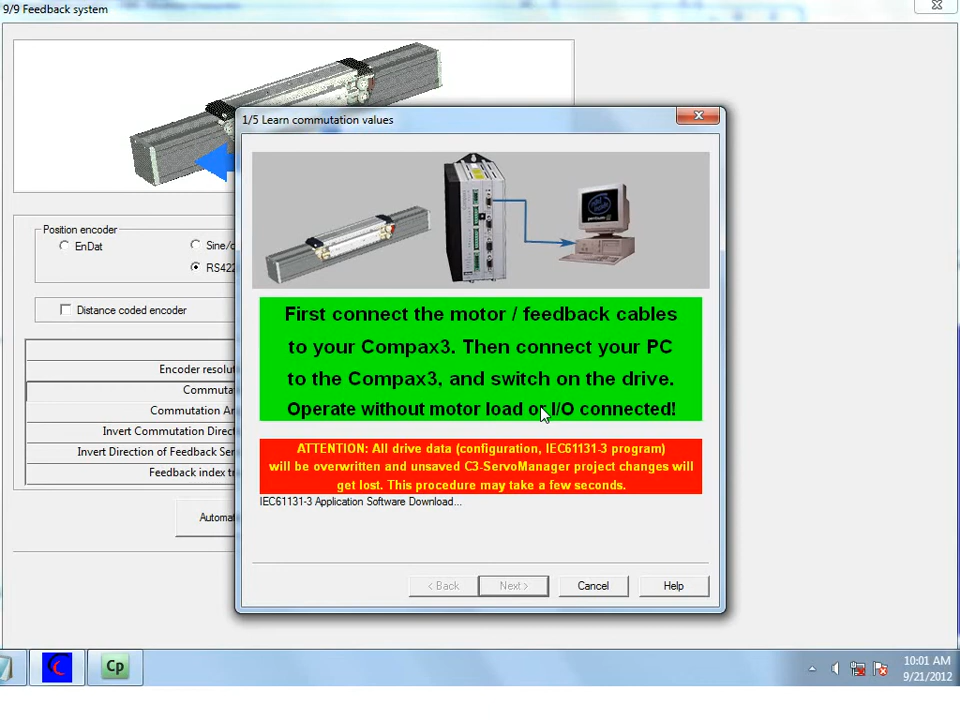 9/9 Feedback system
1/5 Learn commutation values
Position encoder
EnDat
Sine/c
RS422
Distance coded encoder
Encoder resolut
Commuta
Commutation An
Invert Commutation Direct
Invert Direction of Feedback Sen
Feedback index tr
Automat
First connect the motor / feedback cables
to your Compax3. Then connect your PC
to the Compax3, and switch on the drive.
Operate without motor load or I/O connected!
ATTENTION: All drive data (configuration, IEC61131-3 program)
will be overwritten and unsaved C3-ServoManager project changes will
get lost. This procedure may take a few seconds.
IEC61131-3 Application Software Download...
< Back
Next >
Cancel
Help
Cp
10:01 AM
9/21/2012